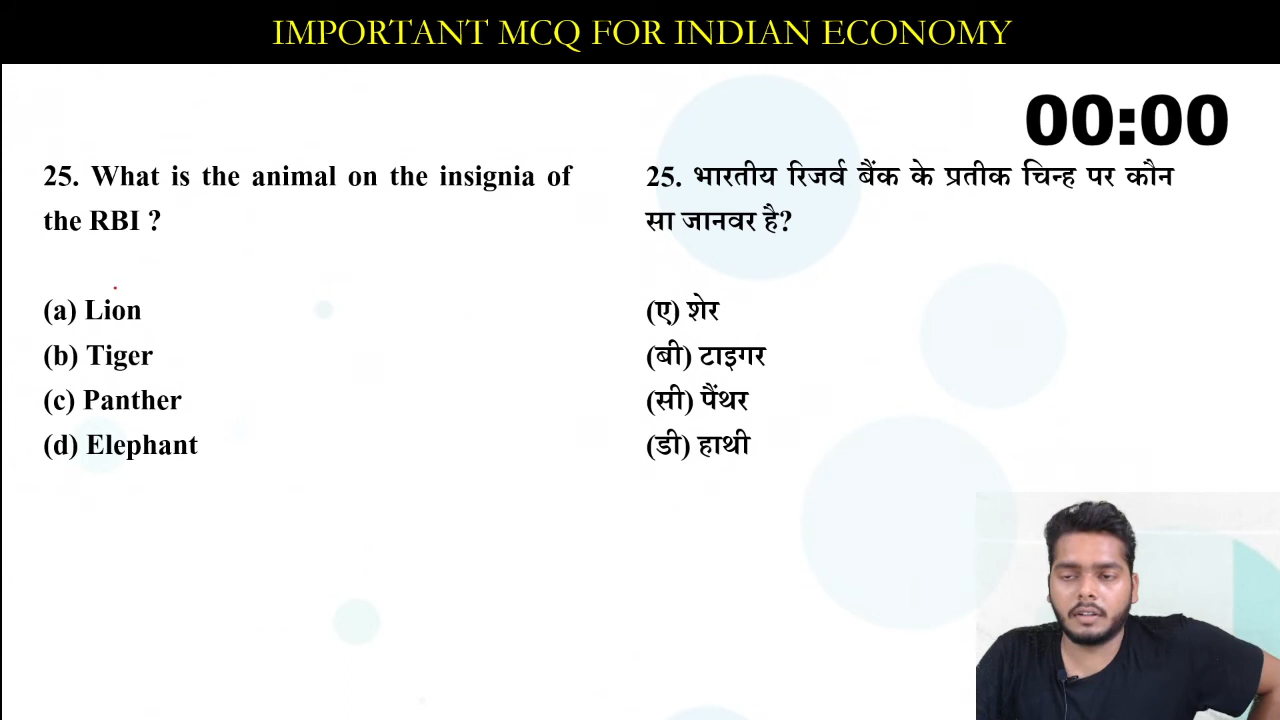 IMPORTANT MCQ FOR INDIAN ECONOMY
00:00
25. What is the animal on the insignia of
the RBI ?
(a) Lion
(b) Tiger
(c) Panther
(d) Elephant
25. भारतीय रिजर्व बैंक के प्रतीक चिन्ह पर कौन
सा जानवर है?
(ए) शेर
(बी) टाइगर
(सी) पैंथर
(डी) हाथी